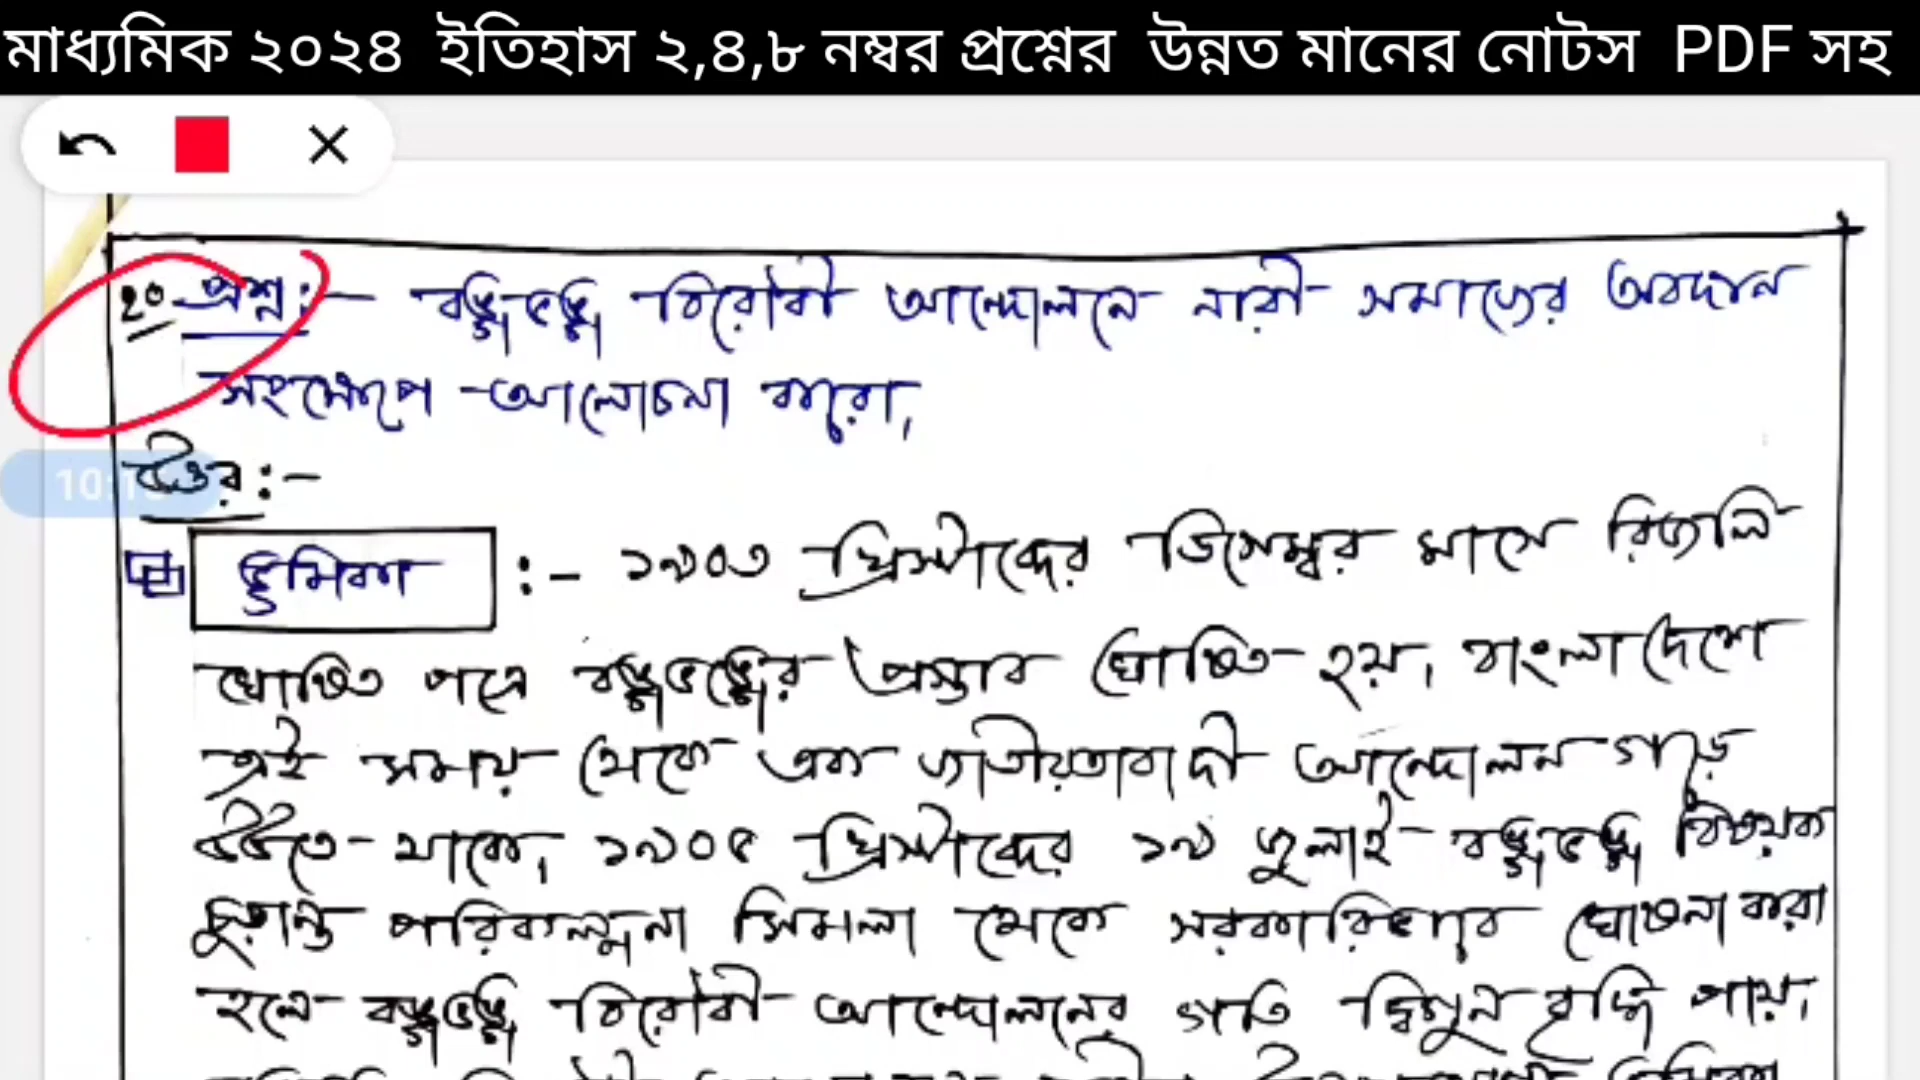 মাধ্যমিক ২০২৪ ইতিহাস ২,৪,৮ নম্বর প্রশ্নের উন্নত মানের নোটস PDF সহ
২০ প্রশ্ন:- বঙ্গভঙ্গ বিরোধী আন্দোলনে নারী সমাজের অবদান
সংক্ষেপে আলোচনা করো,
উত্তর:-
ভূমিকা :- ১৯০৩ খ্রিস্টাব্দের ডিসেম্বর মাসে রিজলি
ঘোষিত পত্রে বঙ্গভঙ্গের প্রস্তাব ঘোষিত হয়, বাংলাদেশে
এই সময় থেকে এক জাতীয়তাবাদী আন্দোলন গড়ে
উঠতে থাকে, ১৯০৫ খ্রিস্টাব্দের ১৯ জুলাই বঙ্গভঙ্গ বিষয়ক
চূড়ান্ত পরিকল্পনা সিমলা থেকে সরকারিভাবে ঘোষনা করা
হলে বঙ্গভঙ্গ বিরোধী আন্দোলনের গতি দ্বিগুন বৃদ্ধি পায়,